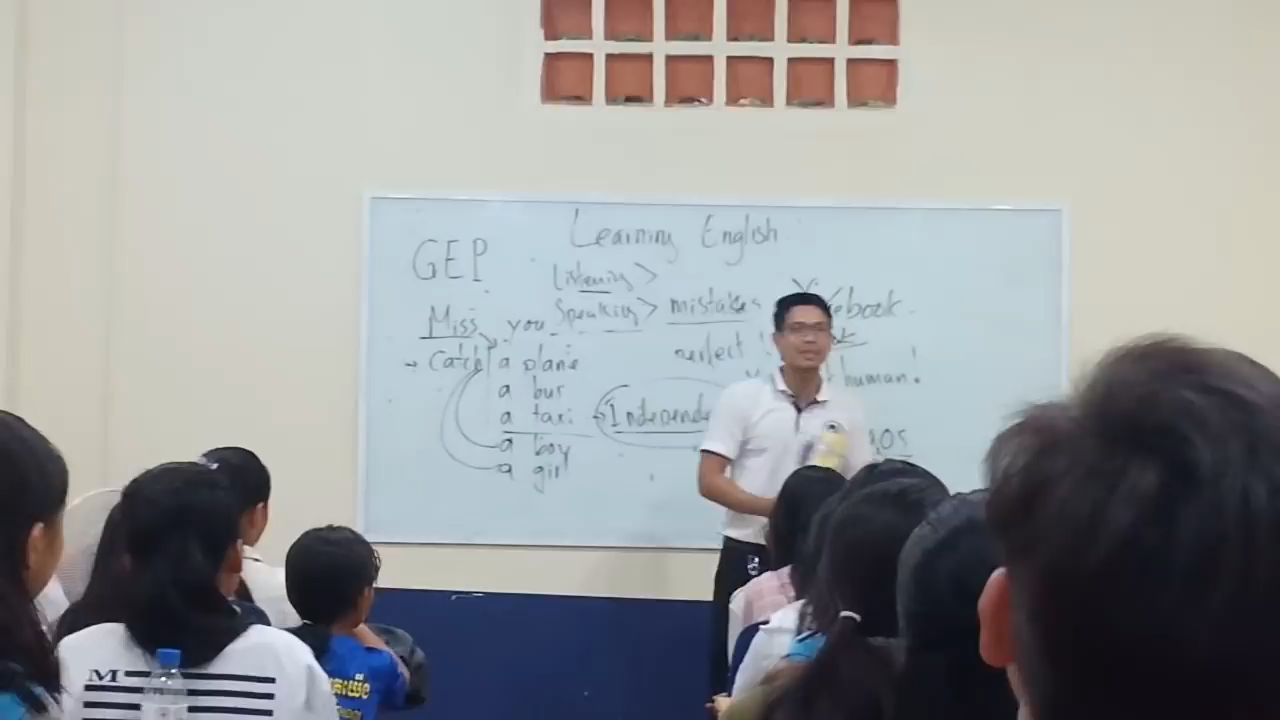 Learning English
GEP
Listening >
Speaking > mistakes
Miss you
→ Catch a plane
a bus
a taxi
a boy
a girl
perfect
human!
M